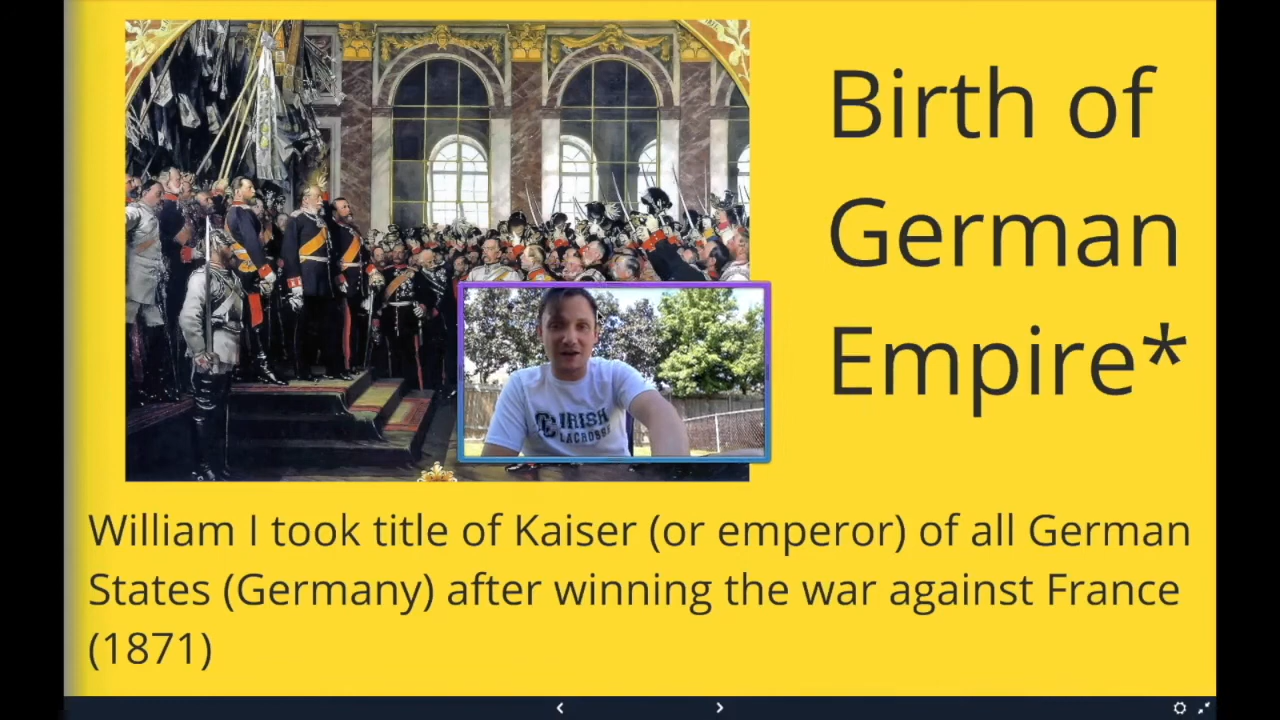 Birth of
German
Empire*
IRISH
LACROSSE
William I took title of Kaiser (or emperor) of all German
States (Germany) after winning the war against France
(1871)